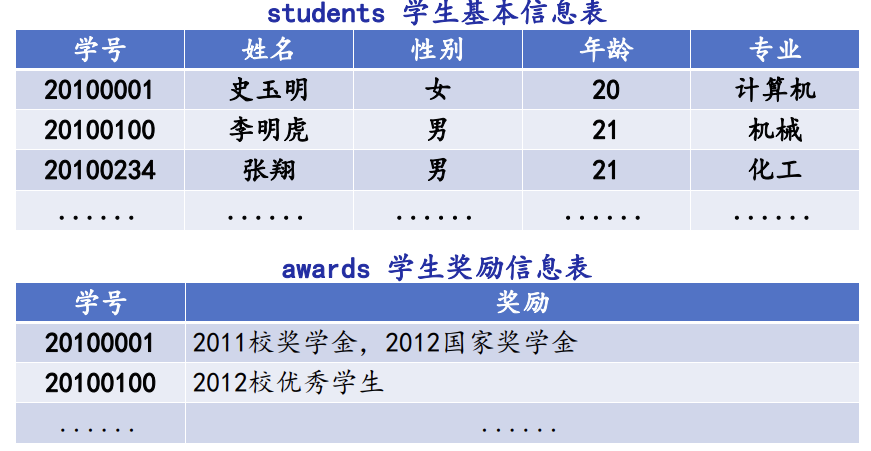 students 学生基本信息表
学号 姓名 性别 年龄 专业
20100001 史玉明 女 20 计算机
20100100 李明虎 男 21 机械
20100234 张翔 男 21 化工
...... ...... ...... ...... ......
awards 学生奖励信息表
学号 奖励
20100001 2011校奖学金，2012国家奖学金
20100100 2012校优秀学生
...... ......